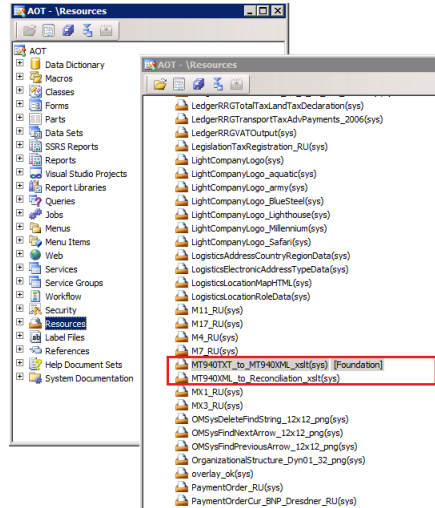 AOT - \Resources
AOT
Data Dictionary
Macros
Classes
Forms
Parts
Data Sets
SSRS Reports
Reports
Visual Studio Projects
Report Libraries
Queries
Jobs
Menus
Menu Items
Web
Services
Service Groups
Workflow
Security
Resources
Label Files
References
Help Document Sets
System Documentation
AOT - \Resources
LedgerRRGTotalTaxLandTaxDeclaration(sys)
LedgerRRGTransportTaxAdvPayments_2006(sys)
LedgerRRGVATOutput(sys)
LegislationTaxRegistration_RU(sys)
LightCompanyLogo(sys)
LightCompanyLogo_aquatic(sys)
LightCompanyLogo_army(sys)
LightCompanyLogo_BlueSteel(sys)
LightCompanyLogo_Lighthouse(sys)
LightCompanyLogo_Millennium(sys)
LightCompanyLogo_Safari(sys)
LogisticsAddressCountryRegionData(sys)
LogisticsElectronicAddressTypeData(sys)
LogisticsLocationMapHTML(sys)
LogisticsLocationRoleData(sys)
M11_RU(sys)
M17_RU(sys)
M4_RU(sys)
M7_RU(sys)
MT940TXT_to_MT940XML_xslt(sys) [Foundation]
MT940XML_to_Reconciliation_xslt(sys)
MX1_RU(sys)
MX3_RU(sys)
OMSysDeleteFindString_12x12_png(sys)
OMSysFindNextArrow_12x12_png(sys)
OMSysFindPreviousArrow_12x12_png(sys)
OrganizationalStructure_Dyn01_32_png(sys)
overlay_ok(sys)
PaymentOrder_RU(sys)
PaymentOrderCur_BNP_Dresdner_RU(sys)